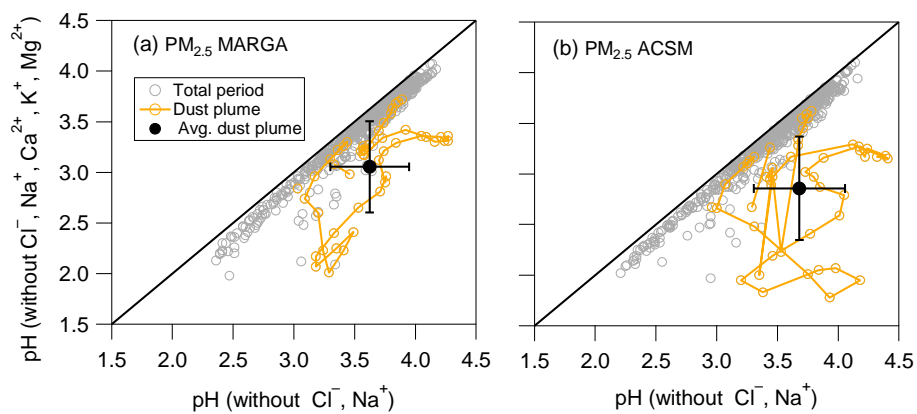 (a) PM₂.₅ MARGA
Total period
Dust plume
Avg. dust plume
pH (without Cl⁻, Na⁺, Ca²⁺, K⁺, Mg²⁺)
4.5
4.0
3.5
3.0
2.5
2.0
1.5
1.5 2.0 2.5 3.0 3.5 4.0 4.5
pH (without Cl⁻, Na⁺)
(b) PM₂.₅ ACSM
1.5 2.0 2.5 3.0 3.5 4.0 4.5
pH (without Cl⁻, Na⁺)